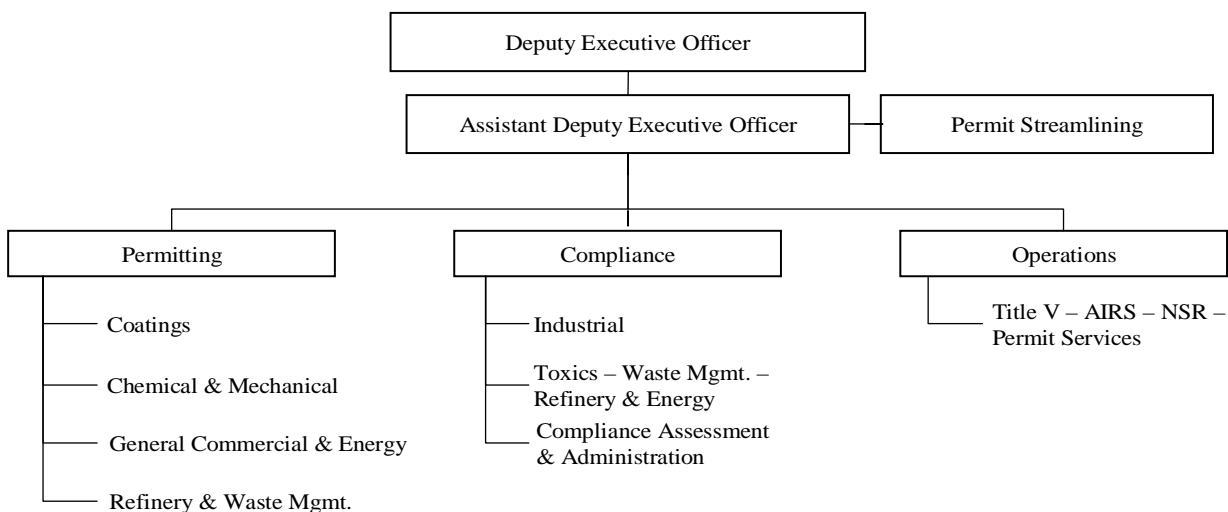 Deputy Executive Officer
Assistant Deputy Executive Officer
Permit Streamlining
Permitting
Compliance
Operations
Coatings
Chemical & Mechanical
General Commercial & Energy
Refinery & Waste Mgmt.
Industrial
Toxics – Waste Mgmt. –
Refinery & Energy
Compliance Assessment
& Administration
Title V – AIRS – NSR –
Permit Services